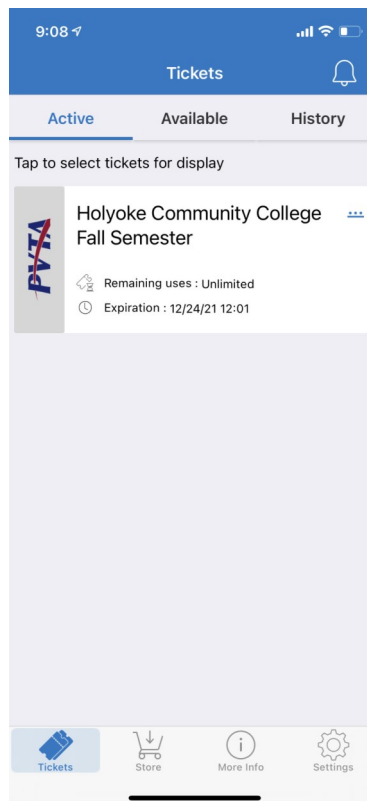 9:08
Tickets
Active Available History
Tap to select tickets for display
PVTA
Holyoke Community College
Fall Semester
...
Remaining uses : Unlimited
Expiration : 12/24/21 12:01
Tickets Store More Info Settings